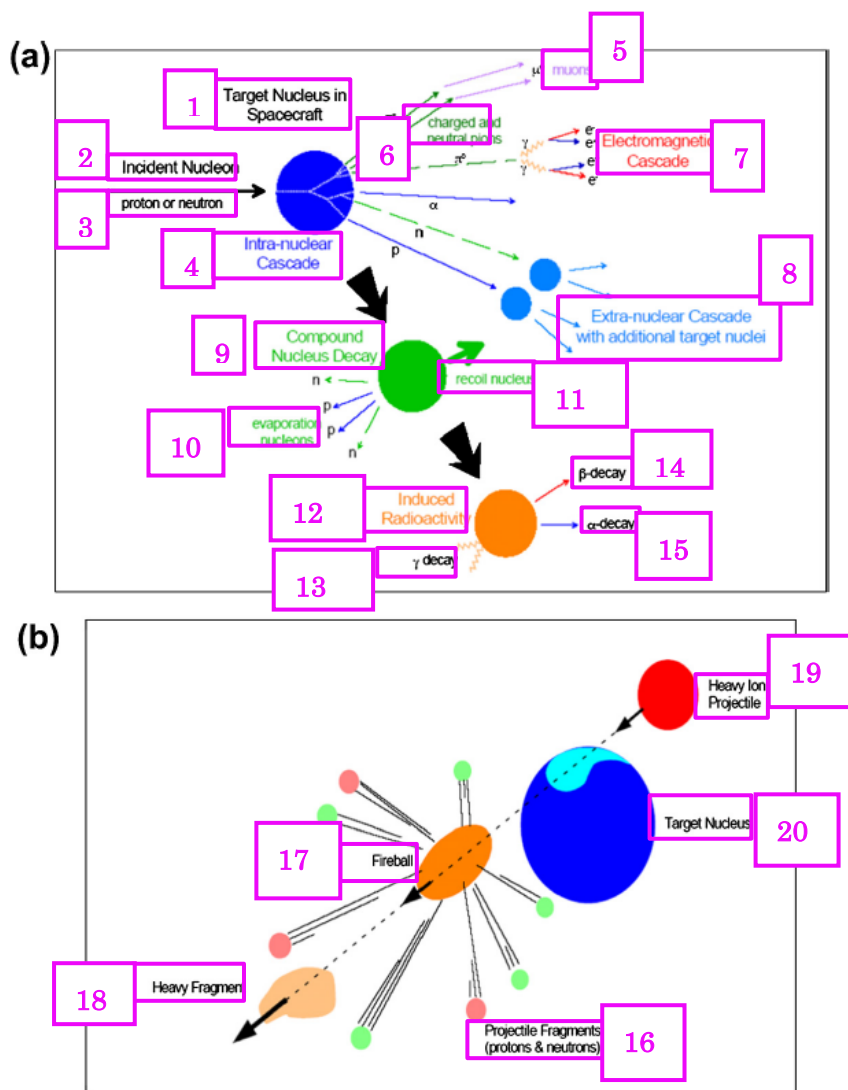 (a)
5
μ
muons
1
Target Nucleus in
Spacecraft
charged and
neutral pions
6
e-
e+
e-
e-
γ
γ
Electromagnetic
Cascade
7
2
Incident Nucleon
π⁰
3
proton or neutron
α
n
p
4
Intra-nuclear
Cascade
8
Extra-nuclear Cascade
with additional target nuclei
9
Compound
Nucleus Decay
n
recoil nucleus
11
p
10
evaporation
nucleons
p
n
14
β-decay
12
Induced
Radioactivity
α-decay
15
γ decay
13
(b)
19
Heavy Ion
Projectile
Target Nucleus
20
17
Fireball
18
Heavy Fragmen
Projectile Fragments
(protons & neutrons)
16